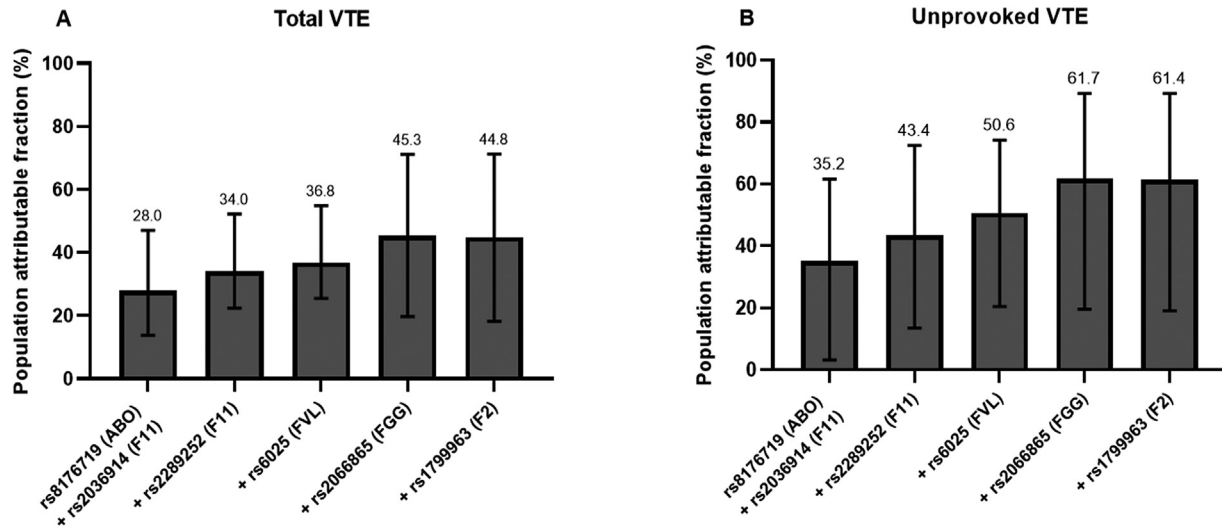 A
Total VTE
Population attributable fraction (%)
100
80
60
40
20
0
28.0
34.0
36.8
45.3
44.8
rs8176719 (ABO)
+ rs2036914 (F11)
+ rs2289252 (F11)
+ rs6025 (FVL)
+ rs2066865 (FGG)
+ rs1799963 (F2)
B
Unprovoked VTE
Population attributable fraction (%)
100
80
60
40
20
0
35.2
43.4
50.6
61.7
61.4
rs8176719 (ABO)
+ rs2036914 (F11)
+ rs2289252 (F11)
+ rs6025 (FVL)
+ rs2066865 (FGG)
+ rs1799963 (F2)